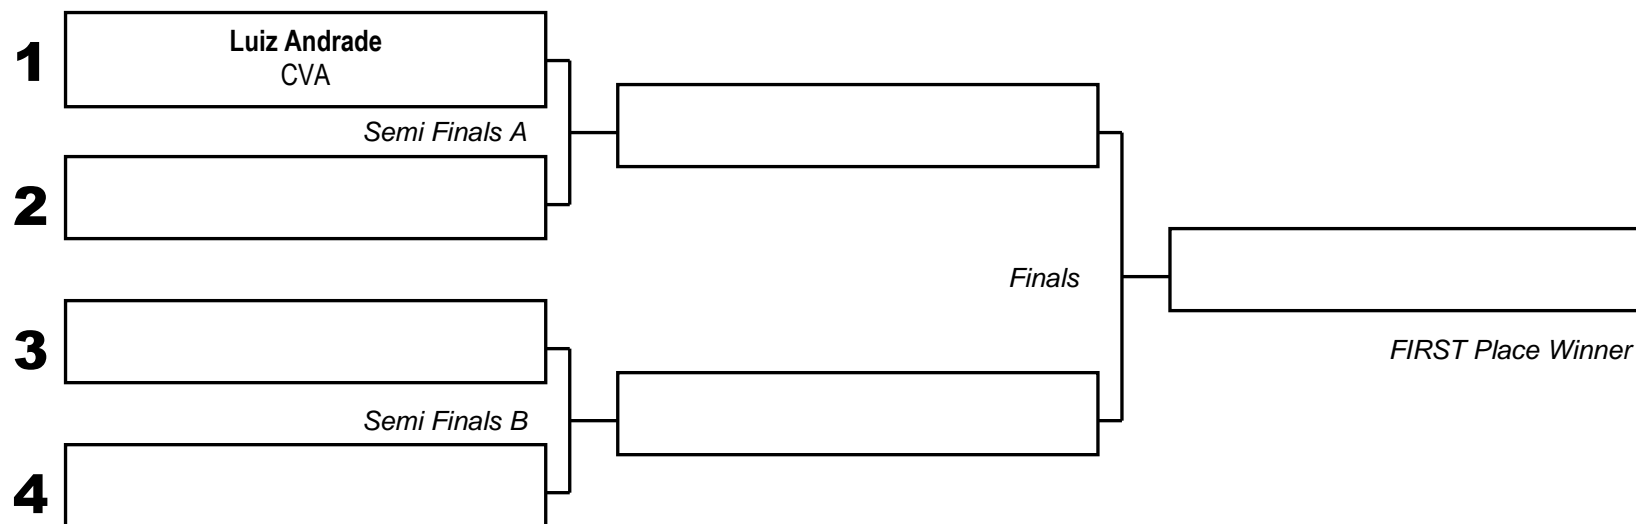 1
Luiz Andrade
CVA
Semi Finals A
2
Finals
3
FIRST Place Winner
Semi Finals B
4